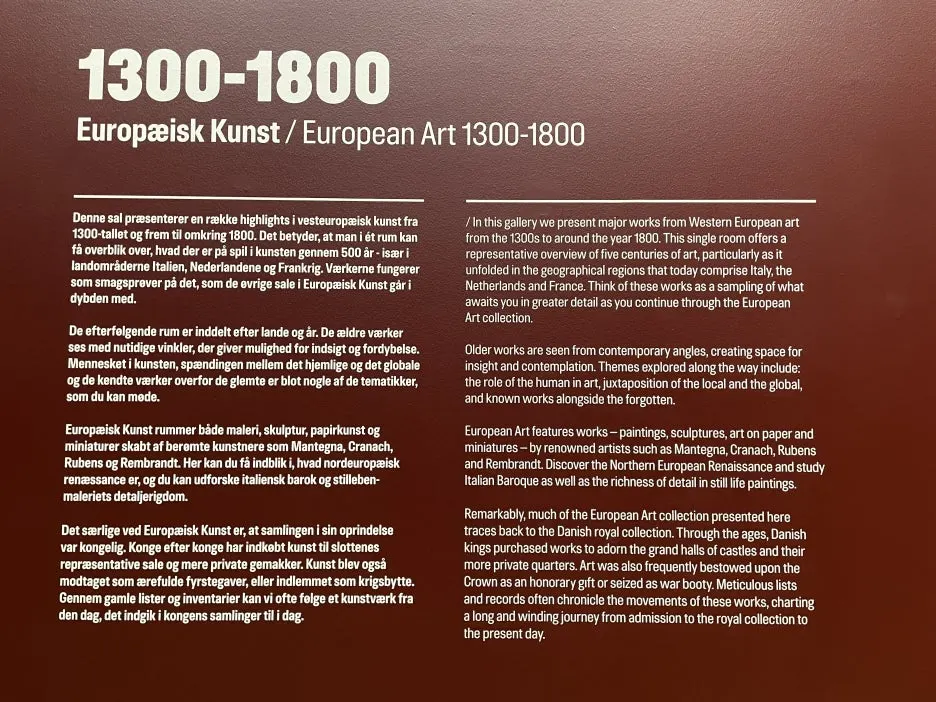 1300-1800
Europæisk Kunst / European Art 1300-1800
Denne sal præsenterer en række highlights i vesteuropæisk kunst fra
1300-tallet og frem til omkring 1800. Det betyder, at man i ét rum kan
få overblik over, hvad der er på spil i kunsten gennem 500 år - især i
landområderne Italien, Nederlandene og Frankrig. Værkerne fungerer
som smagsprøver på det, som de øvrige sale i Europæisk Kunst går i
dybden med.
De efterfølgende rum er inddelt efter lande og år. De ældre værker
ses med nutidige vinkler, der giver mulighed for indsigt og fordybelse.
Mennesket i kunsten, spændingen mellem det hjemlige og det globale
og de kendte værker overfor de glemte er blot nogle af de tematikker,
som du kan møde.
Europæisk Kunst rummer både maleri, skulptur, papirkunst og
miniaturer skabt af berømte kunstnere som Mantegna, Cranach,
Rubens og Rembrandt. Her kan du få indblik i, hvad nordeuropæisk
renæssance er, og du kan udforske italiensk barok og stilleben-
maleriets detaljerigdom.
Det særlige ved Europæisk Kunst er, at samlingen i sin oprindelse
var kongelig. Konge efter konge har indkøbt kunst til slottenes
repræsentative sale og mere private gemakker. Kunst blev også
modtaget som ærefulde fyrstegaver, eller indlemmet som krigsbytte.
Gennem gamle lister og inventarier kan vi ofte følge et kunstværk fra
den dag, det indgik i kongens samlinger til i dag.
/ In this gallery we present major works from Western European art
from the 1300s to around the year 1800. This single room offers a
representative overview of five centuries of art, particularly as it
unfolded in the geographical regions that today comprise Italy, the
Netherlands and France. Think of these works as a sampling of what
awaits you in greater detail as you continue through the European
Art collection.
Older works are seen from contemporary angles, creating space for
insight and contemplation. Themes explored along the way include:
the role of the human in art, juxtaposition of the local and the global,
and known works alongside the forgotten.
European Art features works – paintings, sculptures, art on paper and
miniatures – by renowned artists such as Mantegna, Cranach, Rubens
and Rembrandt. Discover the Northern European Renaissance and study
Italian Baroque as well as the richness of detail in still life paintings.
Remarkably, much of the European Art collection presented here
traces back to the Danish royal collection. Through the ages, Danish
kings purchased works to adorn the grand halls of castles and their
more private quarters. Art was also frequently bestowed upon the
Crown as an honorary gift or seized as war booty. Meticulous lists
and records often chronicle the movements of these works, charting
a long and winding journey from admission to the royal collection to
the present day.